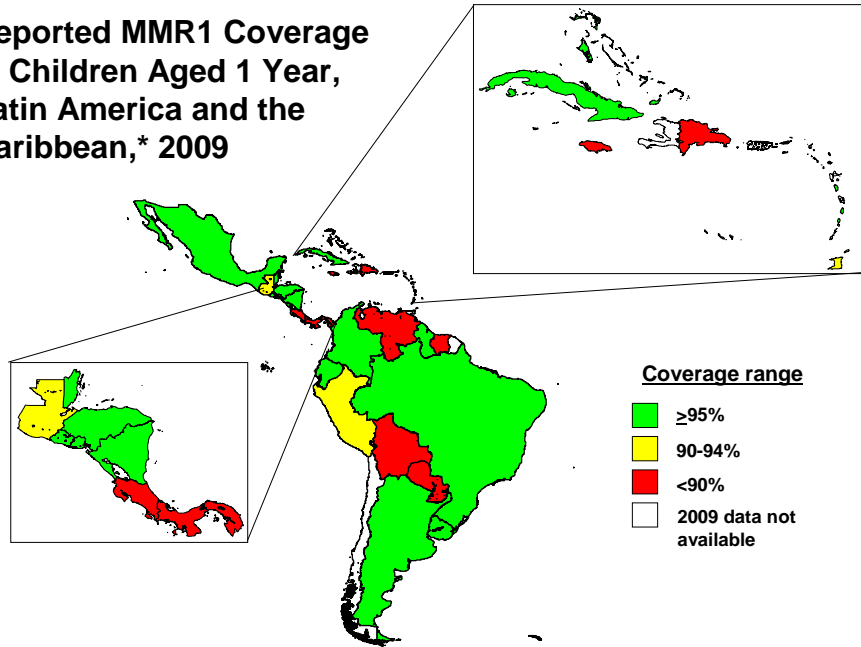 eported MMR1 Coverage
Children Aged 1 Year,
atin America and the
aribbean,* 2009
Coverage range
≥95%
90-94%
<90%
2009 data not
available